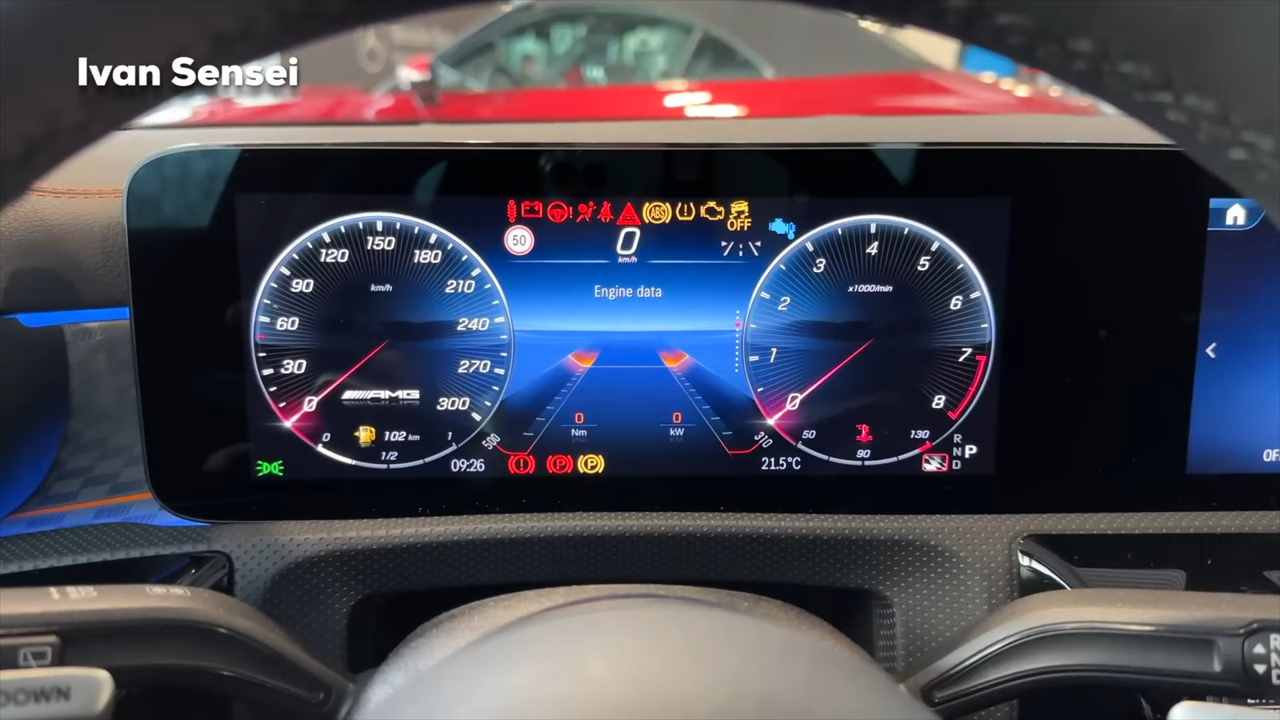 Ivan Sensei
ABS
OFF
50
0
km/h
Engine data
0 30 60 90 120 150 180 210 240 270 300
km/h
AMG
0 1/2 1
102 km
09:26
500
0
Nm
0
kW
310
21.5°C
0 1 2 3 4 5 6 7 8
x1000/min
50 90 130
R
N
D
P
DOWN
R
N
D